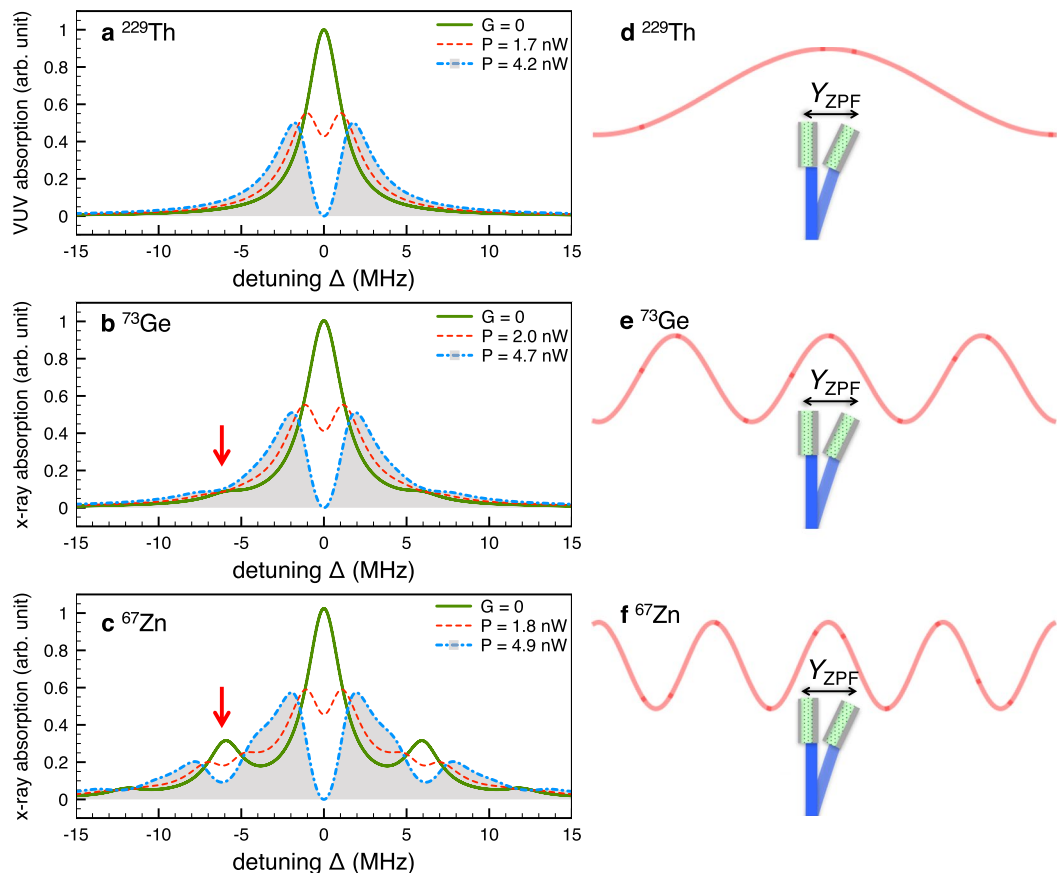 a ²²⁹Th
G = 0
P = 1.7 nW
P = 4.2 nW
VUV absorption (arb. unit)
1
0.8
0.6
0.4
0.2
0
-15 -10 -5 0 5 10 15
detuning Δ (MHz)
d ²²⁹Th
Y_ZPF
b ⁷³Ge
G = 0
P = 2.0 nW
P = 4.7 nW
x-ray absorption (arb. unit)
1
0.8
0.6
0.4
0.2
0
-15 -10 -5 0 5 10 15
detuning Δ (MHz)
e ⁷³Ge
Y_ZPF
c ⁶⁷Zn
G = 0
P = 1.8 nW
P = 4.9 nW
x-ray absorption (arb. unit)
1
0.8
0.6
0.4
0.2
0
-15 -10 -5 0 5 10 15
detuning Δ (MHz)
f ⁶⁷Zn
Y_ZPF